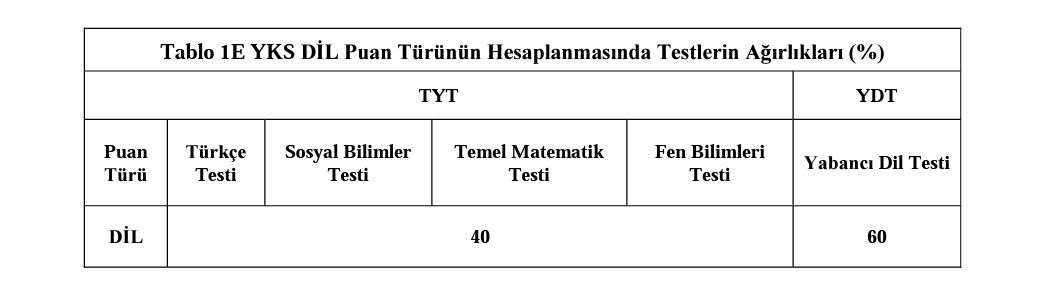 Tablo 1E YKS DİL Puan Türünün Hesaplanmasında Testlerin Ağırlıkları (%)
TYT YDT
Puan Türü Türkçe Testi Sosyal Bilimler Testi Temel Matematik Testi Fen Bilimleri Testi Yabancı Dil Testi
DİL 40 60